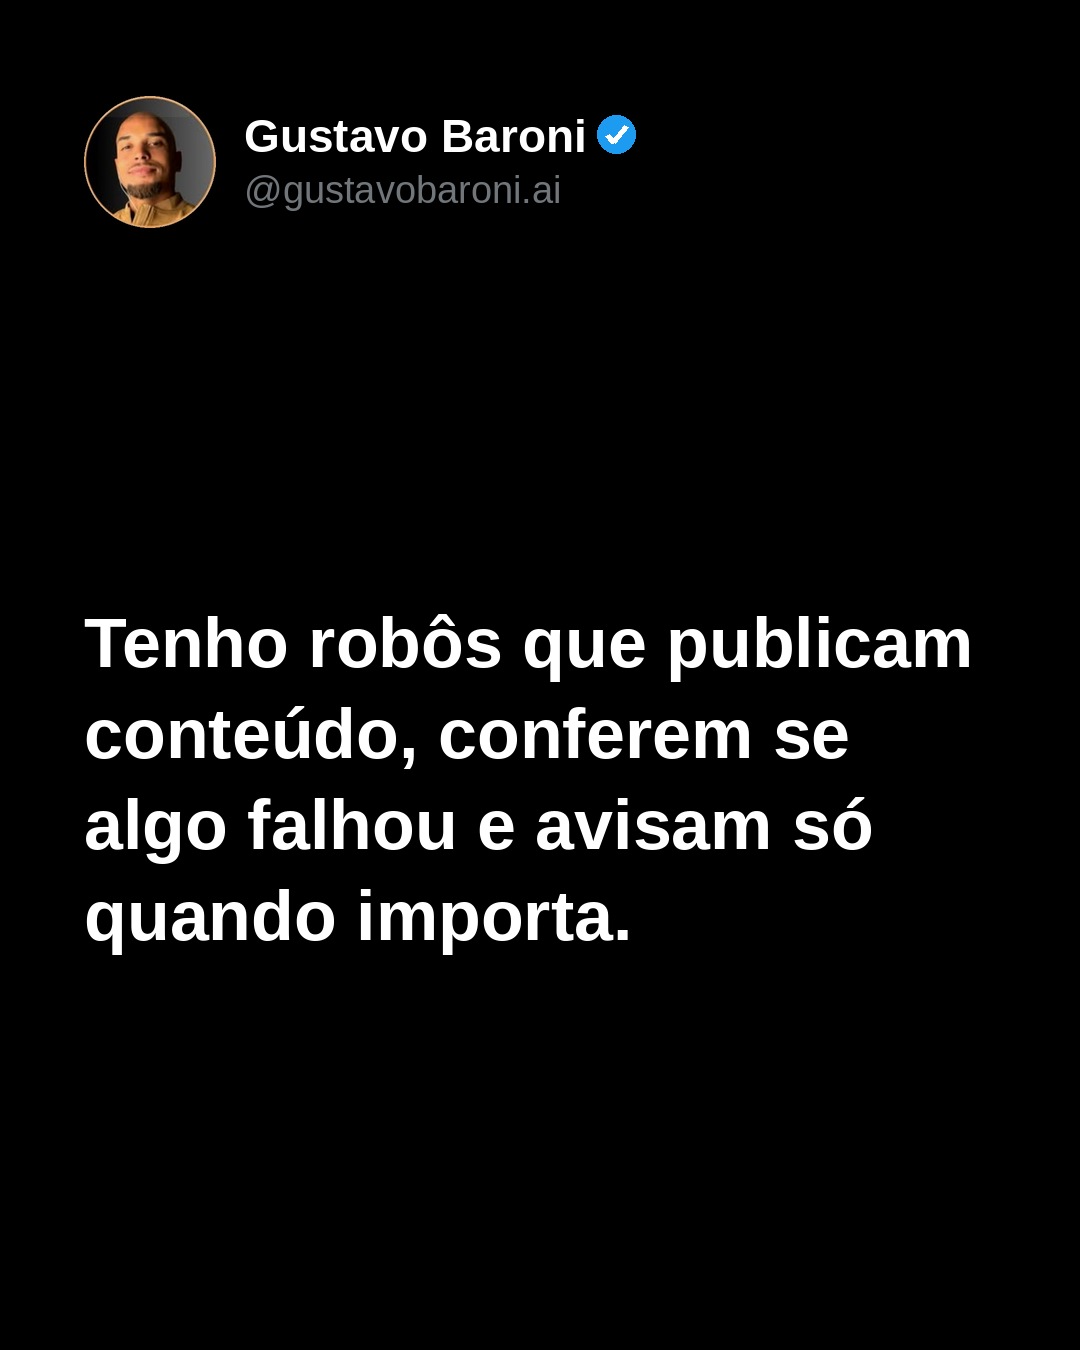 Gustavo Baroni
@gustavobaroni.ai
Tenho robôs que publicam
conteúdo, conferem se
algo falhou e avisam só
quando importa.